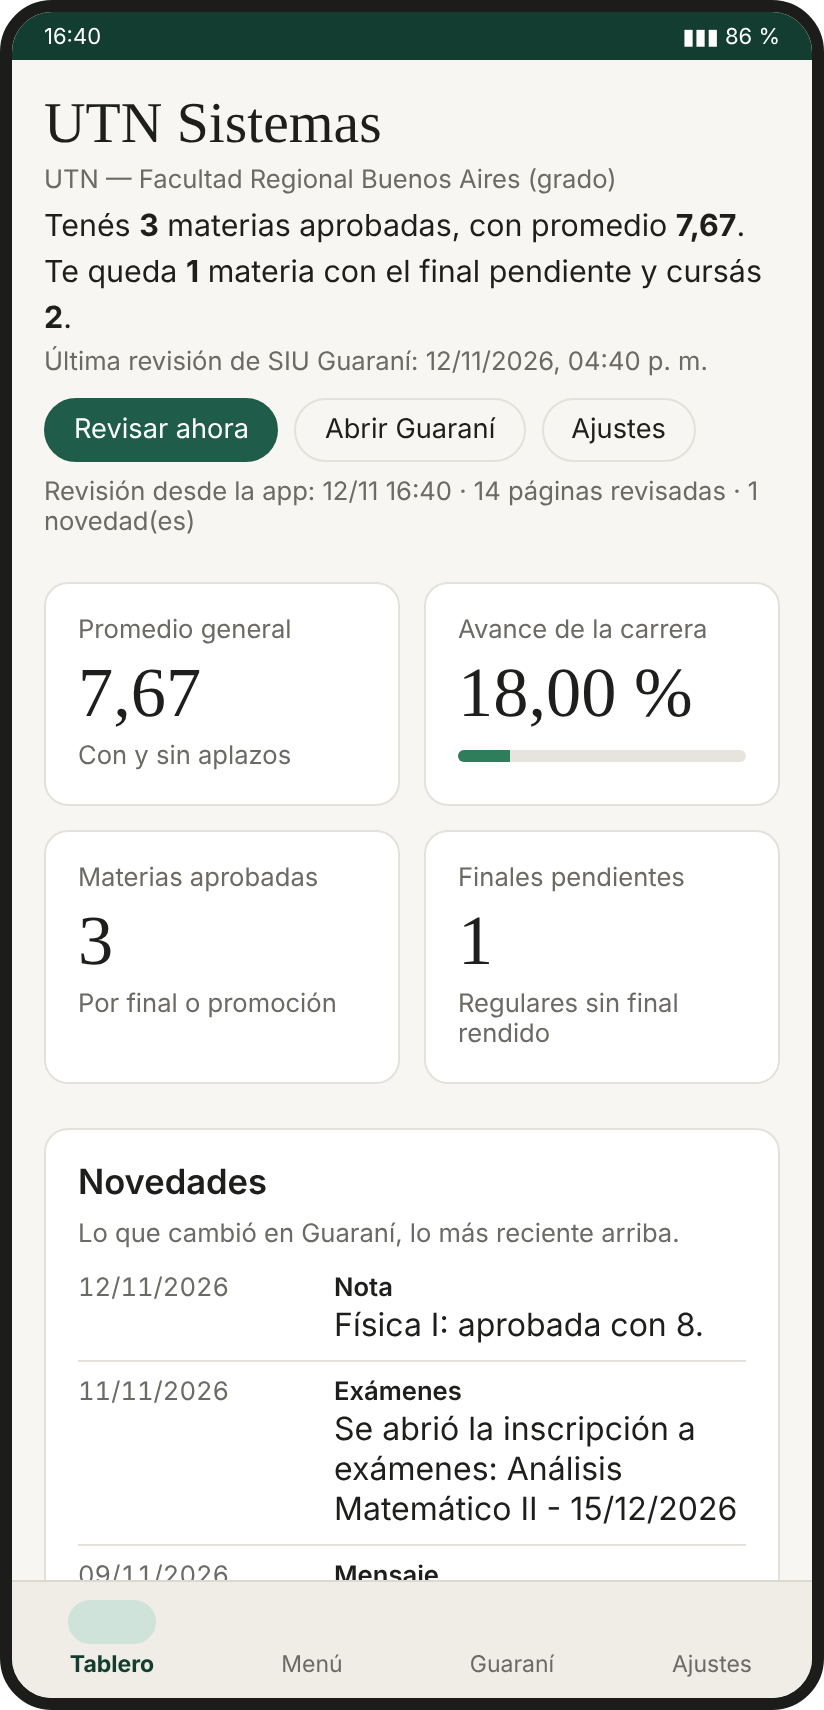 16:40
86 %
UTN Sistemas
UTN — Facultad Regional Buenos Aires (grado)
Tenés 3 materias aprobadas, con promedio 7,67.
Te queda 1 materia con el final pendiente y cursás
2.
Última revisión de SIU Guaraní: 12/11/2026, 04:40 p. m.
Revisar ahora
Abrir Guaraní
Ajustes
Revisión desde la app: 12/11 16:40 · 14 páginas revisadas · 1
novedad(es)
Promedio general
7,67
Con y sin aplazos
Avance de la carrera
18,00 %
Materias aprobadas
3
Por final o promoción
Finales pendientes
1
Regulares sin final
rendido
Novedades
Lo que cambió en Guaraní, lo más reciente arriba.
12/11/2026
Nota
Física I: aprobada con 8.
11/11/2026
Exámenes
Se abrió la inscripción a
exámenes: Análisis
Matemático II - 15/12/2026
09/11/2026
Mensaje
Tablero
Menú
Guaraní
Ajustes